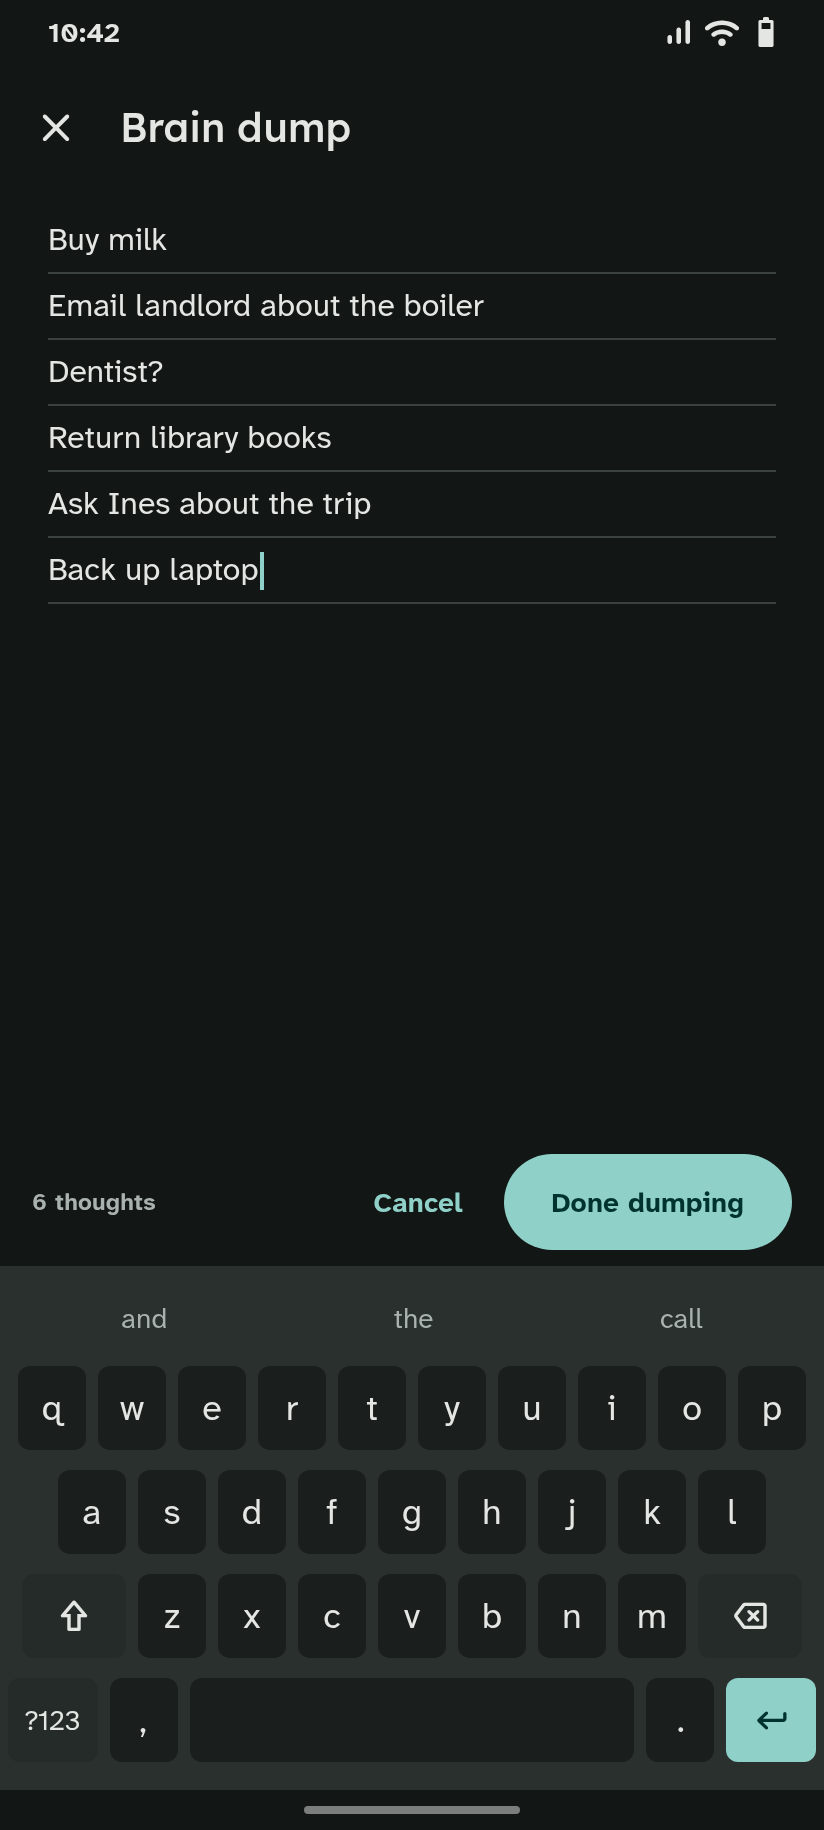 10:42
Brain dump
Buy milk
Email landlord about the boiler
Dentist?
Return library books
Ask Ines about the trip
Back up laptop
6 thoughts Cancel Done dumping
and the call
q w e r t y u i o p
a s d f g h j k l
z x c v b n m
?123 , .